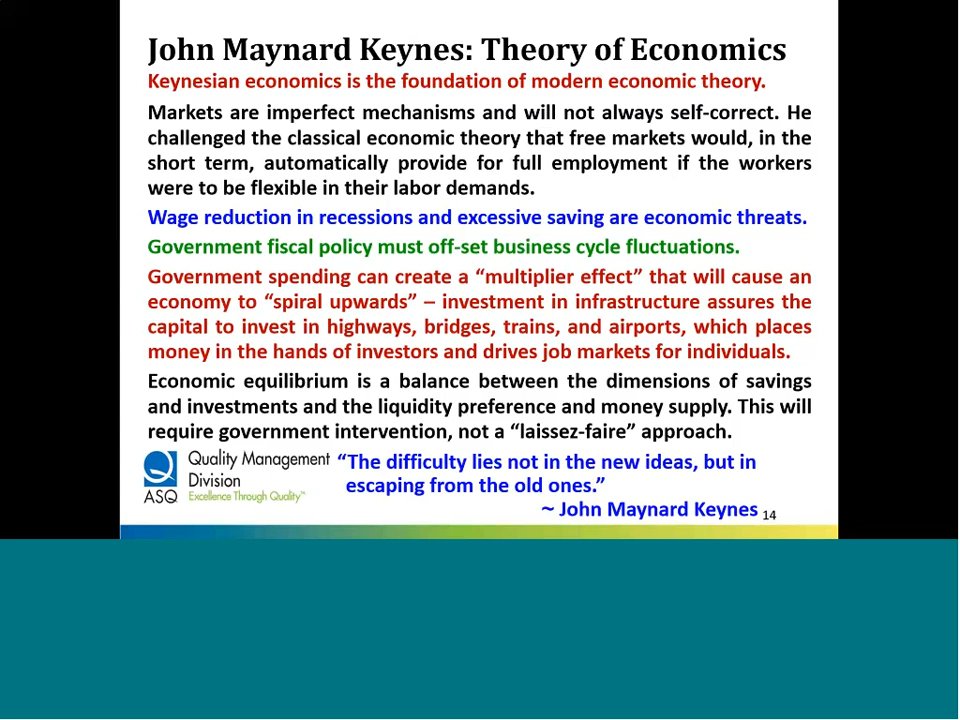 John Maynard Keynes: Theory of Economics
Keynesian economics is the foundation of modern economic theory.
Markets are imperfect mechanisms and will not always self-correct. He
challenged the classical economic theory that free markets would, in the
short term, automatically provide for full employment if the workers
were to be flexible in their labor demands.
Wage reduction in recessions and excessive saving are economic threats.
Government fiscal policy must off-set business cycle fluctuations.
Government spending can create a “multiplier effect” that will cause an
economy to “spiral upwards” – investment in infrastructure assures the
capital to invest in highways, bridges, trains, and airports, which places
money in the hands of investors and drives job markets for individuals.
Economic equilibrium is a balance between the dimensions of savings
and investments and the liquidity preference and money supply. This will
require government intervention, not a “laissez-faire” approach.
Quality Management
Division
Excellence Through Quality™
ASQ
“The difficulty lies not in the new ideas, but in
escaping from the old ones.”
~ John Maynard Keynes
14